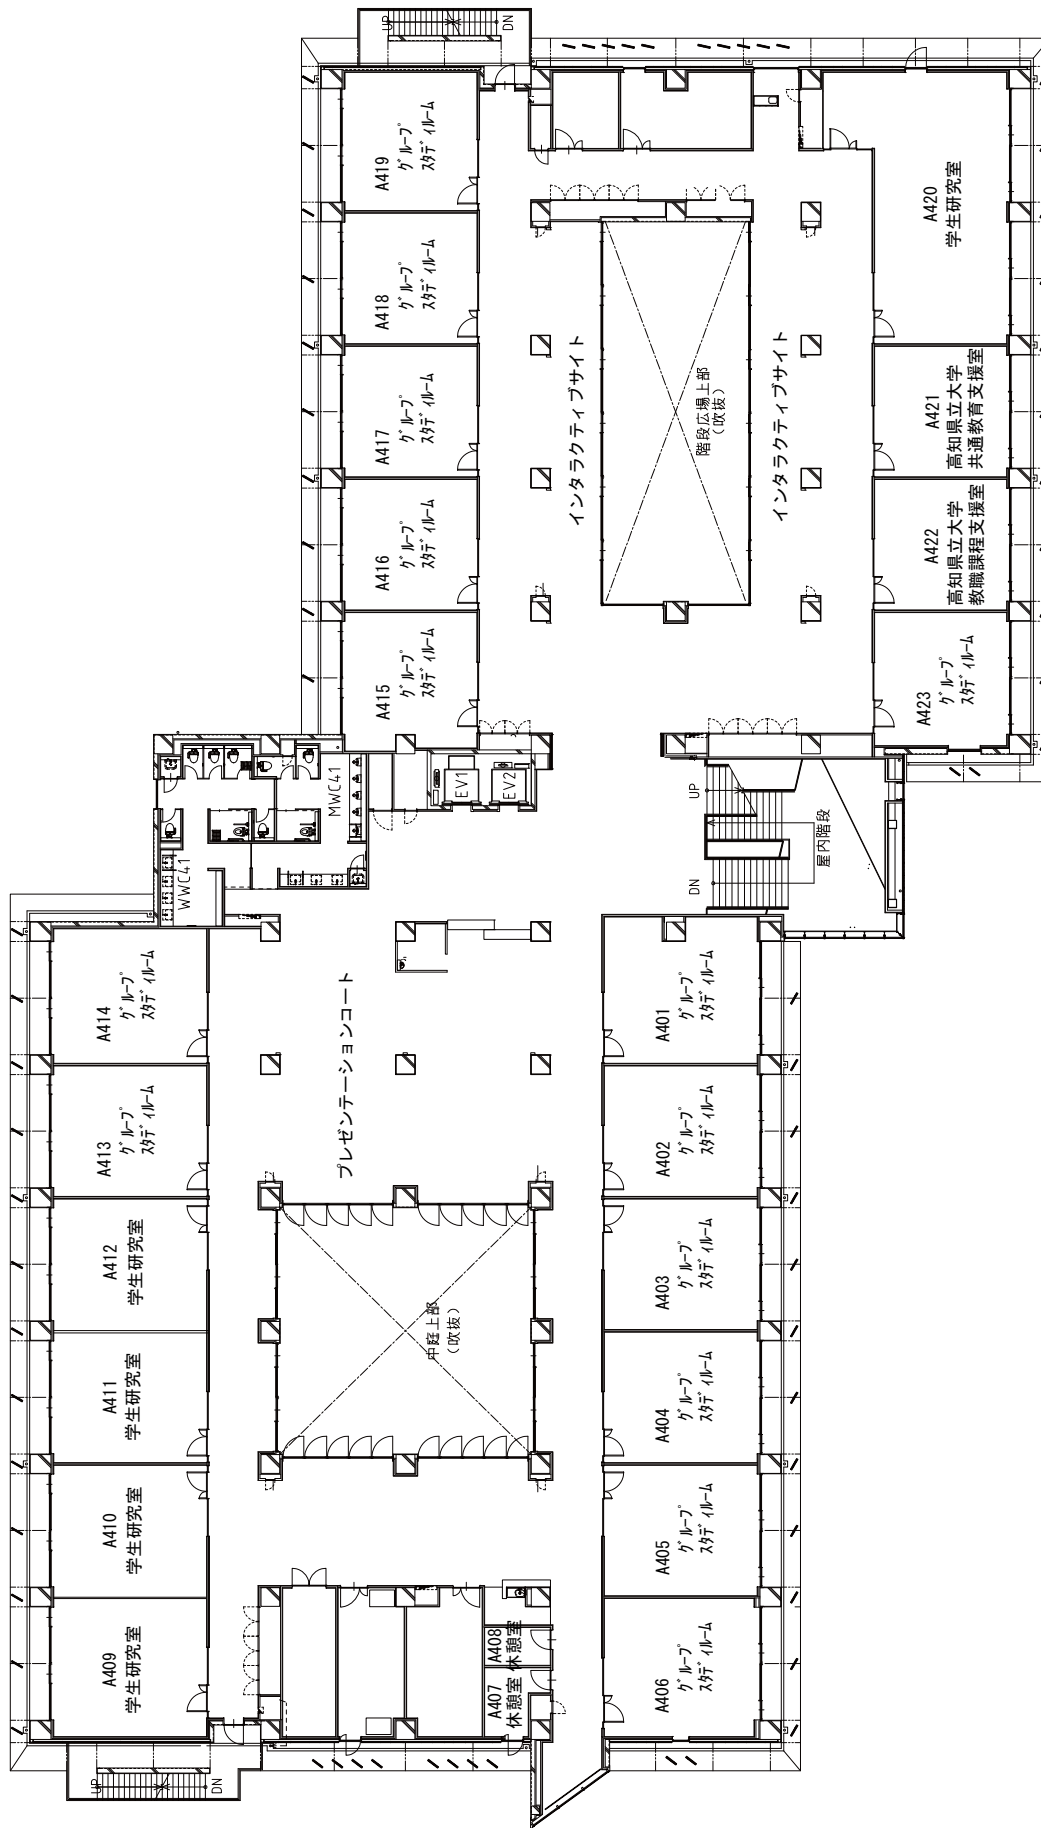 UP
DN
A419
グループ
スタディルーム
A418
グループ
スタディルーム
A417
グループ
スタディルーム
A416
グループ
スタディルーム
A415
グループ
スタディルーム
A420
学生研究室
A421
高知県立大学
共通教育支援室
A422
高知県立大学
教職課程支援室
A423
グループ
スタディルーム
インタラクティブサイト
階段広場上部
（吹抜）
インタラクティブサイト
MWC41
WWC41
EV1
EV2
UP
DN
屋内階段
A414
グループ
スタディルーム
A413
グループ
スタディルーム
A412
学生研究室
A411
学生研究室
A410
学生研究室
A409
学生研究室
プレゼンテーションコート
中庭上部
（吹抜）
A401
グループ
スタディルーム
A402
グループ
スタディルーム
A403
グループ
スタディルーム
A404
グループ
スタディルーム
A405
グループ
スタディルーム
A406
グループ
スタディルーム
A408
休憩室
A407
休憩室
UP
DN